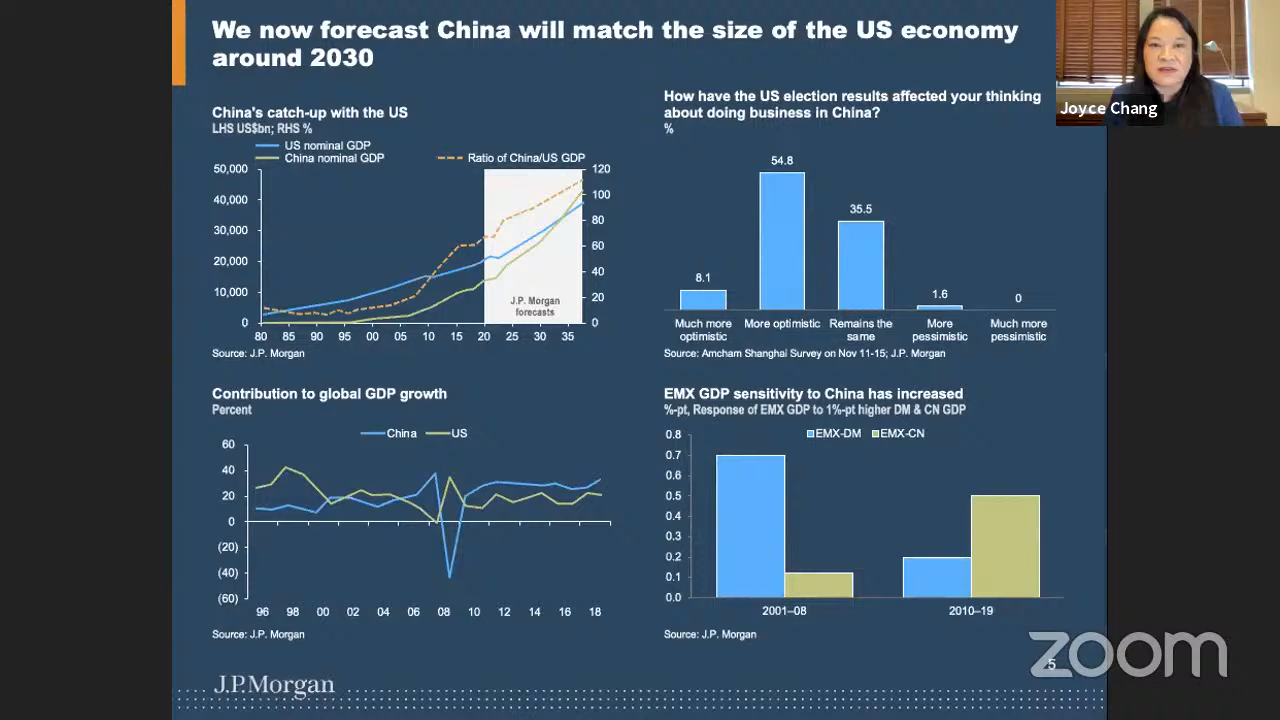 We now forecast China will match the size of the US economy
around 2030
Joyce Chang
China's catch-up with the US
LHS US$bn; RHS %
US nominal GDP
China nominal GDP
Ratio of China/US GDP
50,000
40,000
30,000
20,000
10,000
0
120
100
80
60
40
20
0
J.P. Morgan
forecasts
80 85 90 95 00 05 10 15 20 25 30 35
Source: J.P. Morgan
How have the US election results affected your thinking
about doing business in China?
%
8.1
54.8
35.5
1.6
0
Much more
optimistic
More optimistic
Remains the
same
More
pessimistic
Much more
pessimistic
Source: Amcham Shanghai Survey on Nov 11-15; J.P. Morgan
Contribution to global GDP growth
Percent
China US
60
40
20
0
(20)
(40)
(60)
96 98 00 02 04 06 08 10 12 14 16 18
Source: J.P. Morgan
EMX GDP sensitivity to China has increased
%-pt, Response of EMX GDP to 1%-pt higher DM & CN GDP
EMX-DM EMX-CN
0.8
0.7
0.6
0.5
0.4
0.3
0.2
0.1
0.0
2001–08 2010–19
Source: J.P. Morgan
J.P.Morgan
5
zoom